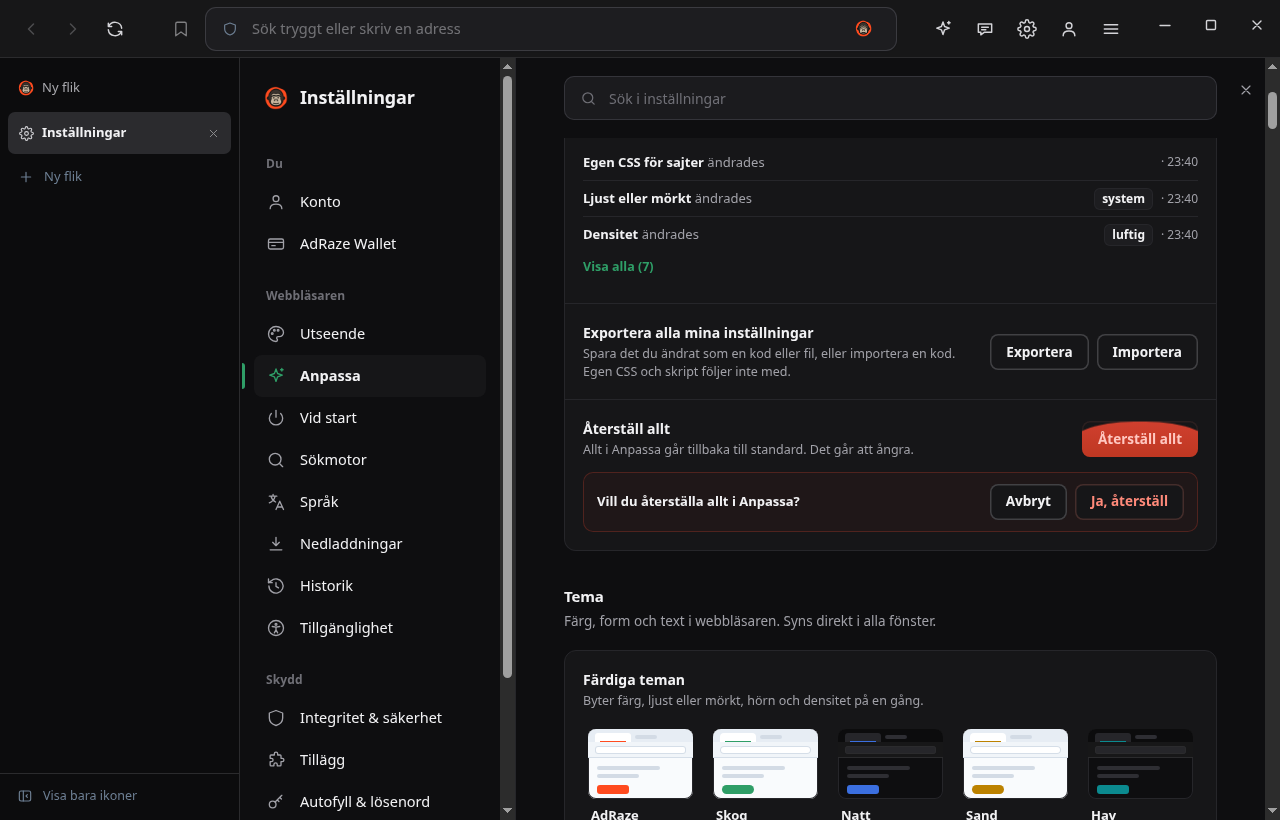 Sök tryggt eller skriv en adress
Ny flik
Inställningar
Ny flik
Visa bara ikoner
Inställningar
Du
Konto
AdRaze Wallet
Webbläsaren
Utseende
Anpassa
Vid start
Sökmotor
Språk
Nedladdningar
Historik
Tillgänglighet
Skydd
Integritet & säkerhet
Tillägg
Autofyll & lösenord
Sök i inställningar
Egen CSS för sajter ändrades · 23:40
Ljust eller mörkt ändrades system · 23:40
Densitet ändrades luftig · 23:40
Visa alla (7)
Exportera alla mina inställningar
Spara det du ändrat som en kod eller fil, eller importera en kod.
Egen CSS och skript följer inte med.
Exportera Importera
Återställ allt
Allt i Anpassa går tillbaka till standard. Det går att ångra.
Återställ allt
Vill du återställa allt i Anpassa? Avbryt Ja, återställ
Tema
Färg, form och text i webbläsaren. Syns direkt i alla fönster.
Färdiga teman
Byter färg, ljust eller mörkt, hörn och densitet på en gång.
AdRaze Skog Natt Sand Hav